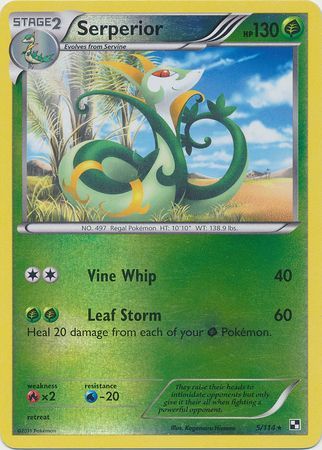 STAGE2 Serperior HP130
Evolves from Servine
NO. 497 Regal Pokémon HT: 10'10" WT: 138.9 lbs.
Vine Whip 40
Leaf Storm 60
Heal 20 damage from each of your Pokémon.
weakness resistance
×2 -20
retreat
They raise their heads to
intimidate opponents but only
give it their all when fighting a
powerful opponent.
©2011 Pokémon Illus. Kagemaru Himeno 5/114★